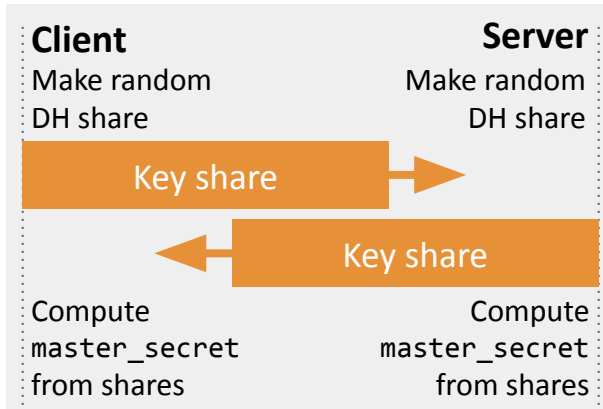 Client
Server
Make random
DH share
Make random
DH share
Key share
Key share
Compute
master_secret
from shares
Compute
master_secret
from shares